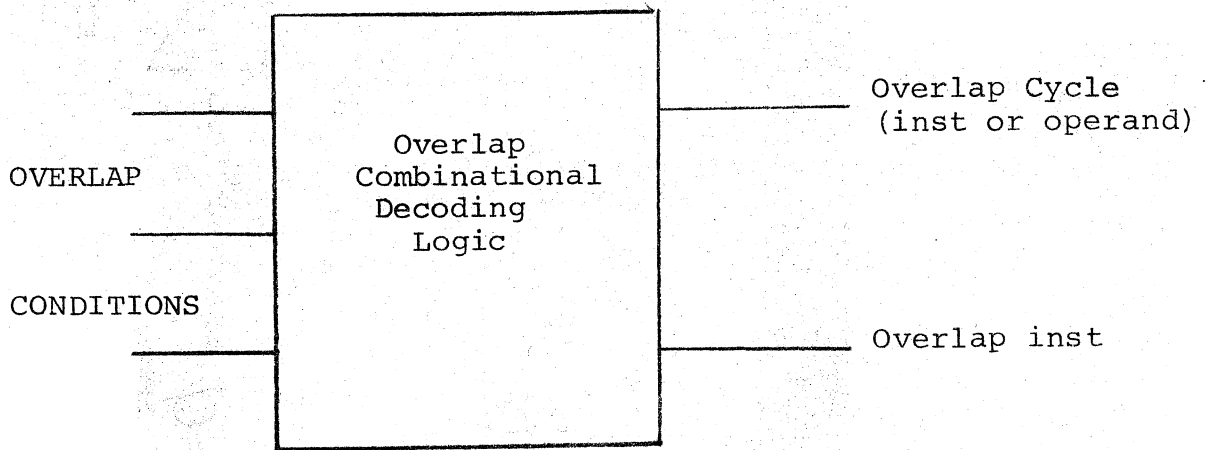 Overlap Cycle
(inst or operand)
Overlap
Combinational
Decoding
Logic
OVERLAP
CONDITIONS
Overlap inst